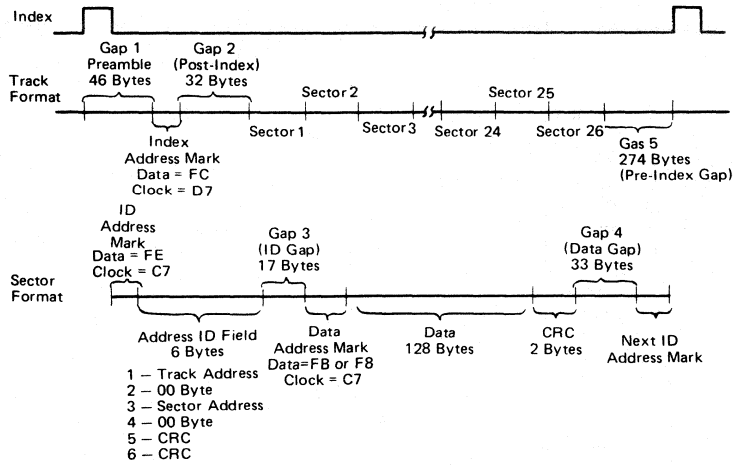 Index
Gap 1
Preamble
46 Bytes
Gap 2
(Post-Index)
32 Bytes
Track
Format
Sector 2
Sector 25
Sector 1
Sector 3
Sector 24
Sector 26
Index
Address Mark
Data = FC
Clock = D7
Gas 5
274 Bytes
(Pre-Index Gap)
ID
Address
Mark
Data = FE
Clock = C7
Gap 3
(ID Gap)
17 Bytes
Gap 4
(Data Gap)
33 Bytes
Sector
Format
Address ID Field
6 Bytes
1 — Track Address
2 — 00 Byte
3 — Sector Address
4 — 00 Byte
5 — CRC
6 — CRC
Data
Address Mark
Data=FB or F8
Clock = C7
Data
128 Bytes
CRC
2 Bytes
Next ID
Address Mark